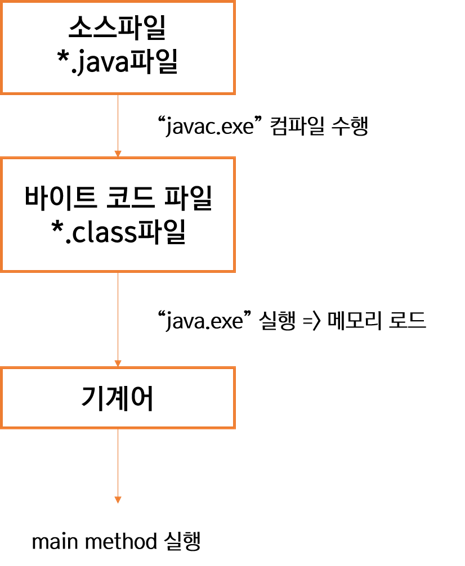 소스파일
*.java파일
“javac.exe” 컴파일 수행
바이트 코드 파일
*.class파일
“java.exe” 실행 => 메모리 로드
기계어
main method 실행